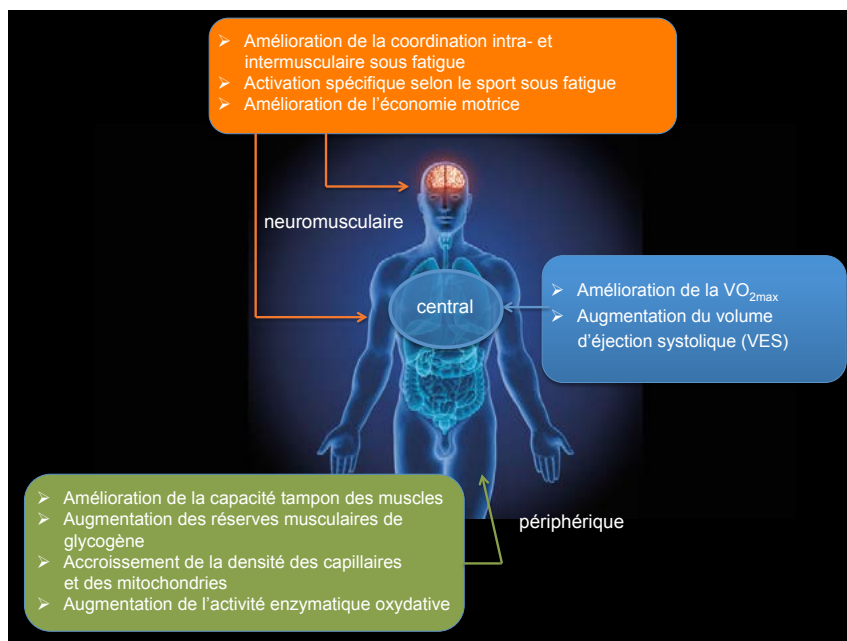 ➢ Amélioration de la coordination intra- et
intermusculaire sous fatigue
➢ Activation spécifique selon le sport sous fatigue
➢ Amélioration de l’économie motrice
neuromusculaire
central
➢ Amélioration de la VO2max
➢ Augmentation du volume
d’éjection systolique (VES)
➢ Amélioration de la capacité tampon des muscles
➢ Augmentation des réserves musculaires de
glycogène
➢ Accroissement de la densité des capillaires
et des mitochondries
➢ Augmentation de l’activité enzymatique oxydative
périphérique